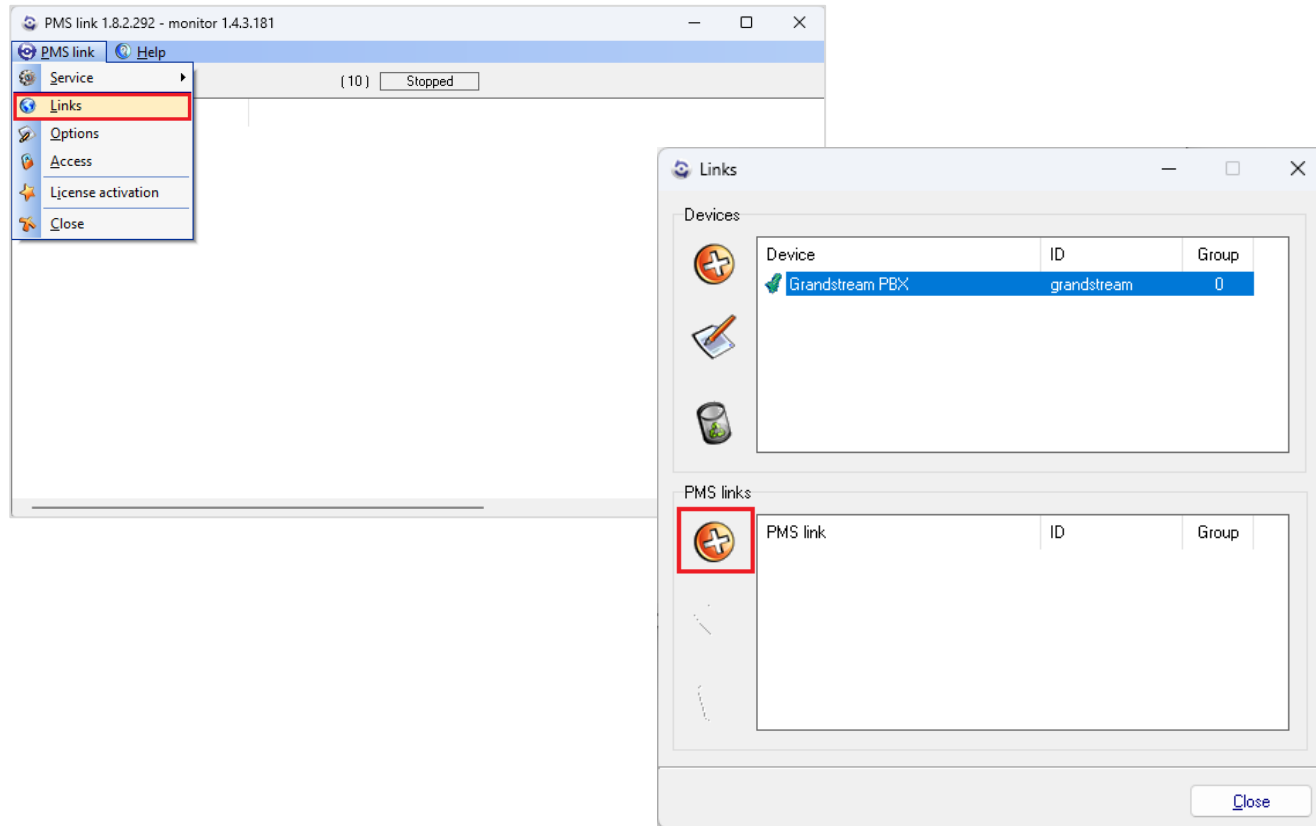 PMS link 1.8.2.292 - monitor 1.4.3.181
PMS link Help
Service
(10) Stopped
Links
Options
Access
License activation
Close
Links
Devices
Device ID Group
Grandstream PBX grandstream 0
PMS links
PMS link ID Group
Close